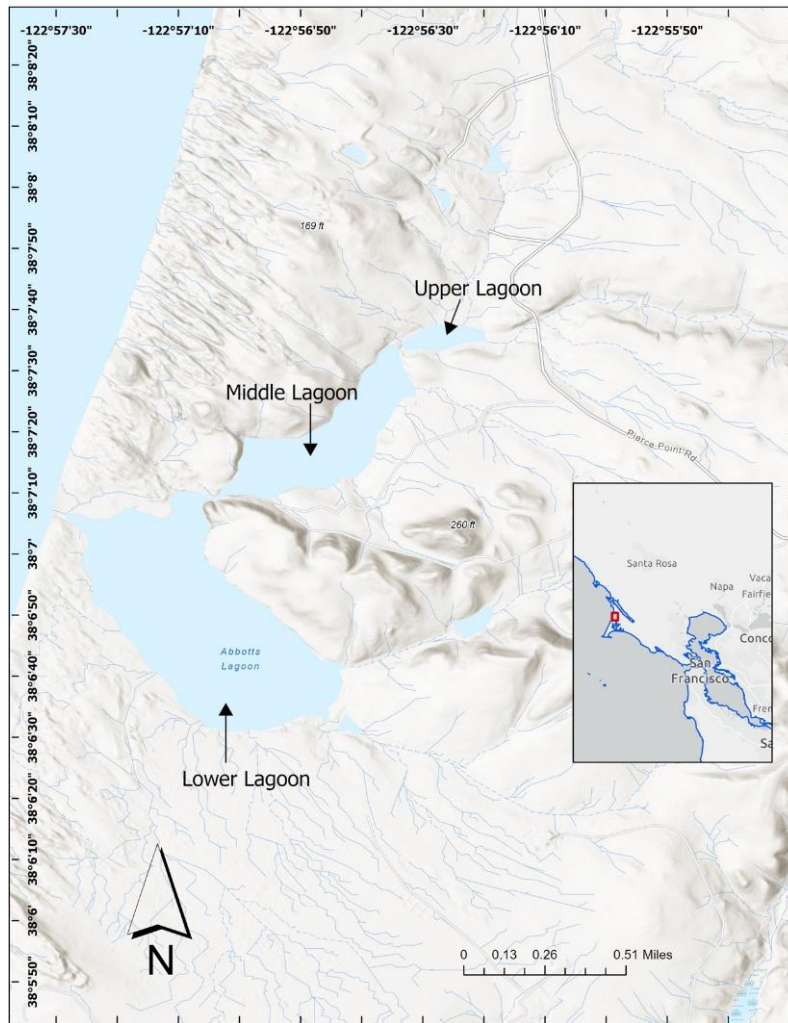 -122°57'30" -122°57'10" -122°56'50" -122°56'30" -122°56'10" -122°55'50"
38°8'20"
38°8'10"
38°8'
38°7'50"
38°7'40"
38°7'30"
38°7'20"
38°7'10"
38°7'
38°6'50"
38°6'40"
38°6'30"
38°6'20"
38°6'10"
38°6'
38°5'50"
169 ft
Upper Lagoon
Middle Lagoon
Pierce Point Rd
260 ft
Abbotts
Lagoon
Lower Lagoon
Santa Rosa
Napa
Vaca
Fairfie
Conco
San
Francisco
Frem
Sa
N
0 0.13 0.26 0.51 Miles